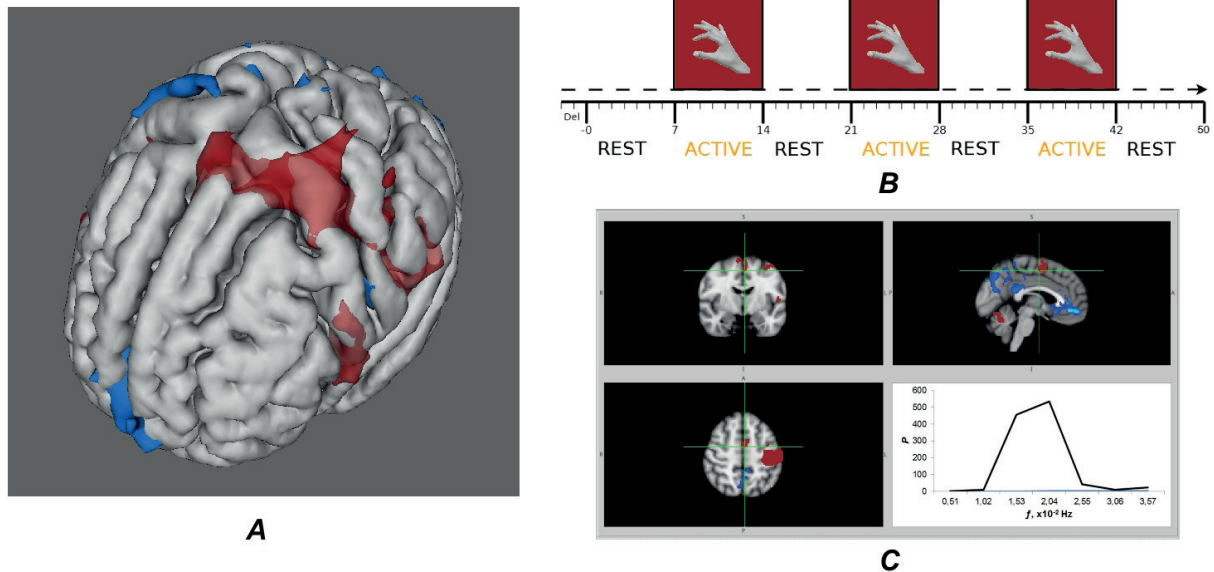 Del
-0 7 14 21 28 35 42 50
REST ACTIVE REST ACTIVE REST ACTIVE REST
B
A
S S
R L P A
I I
A
R L
P
600
500
400
300
200
100
0
P
0,51 1,02 1,53 2,04 2,55 3,06 3,57
f, x10⁻² Hz
C